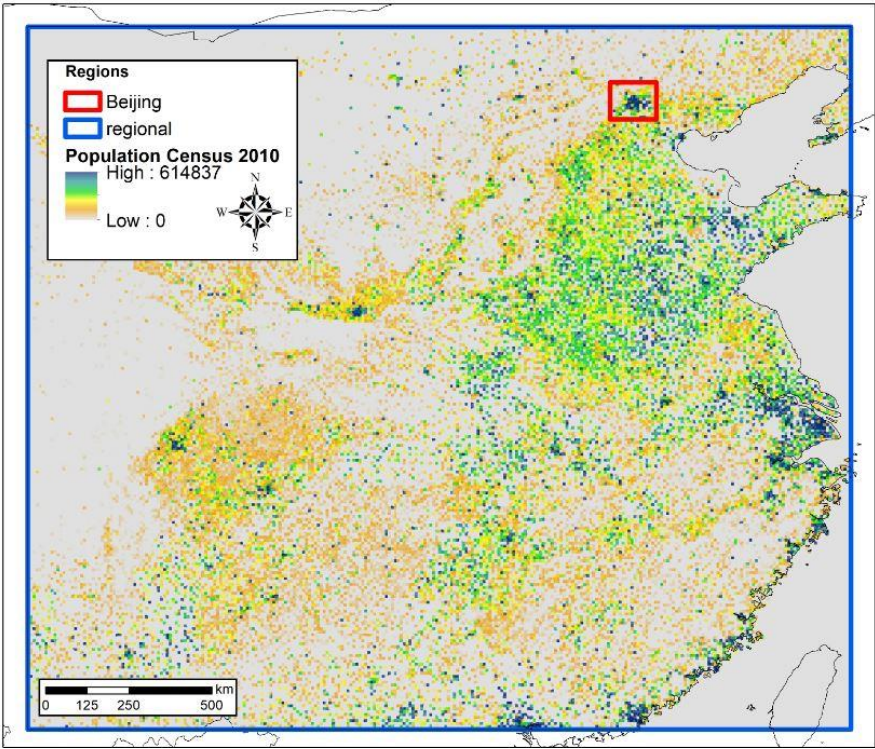 Regions
Beijing
regional
Population Census 2010
High : 614837
Low : 0
N
W E
S
km
0 125 250 500